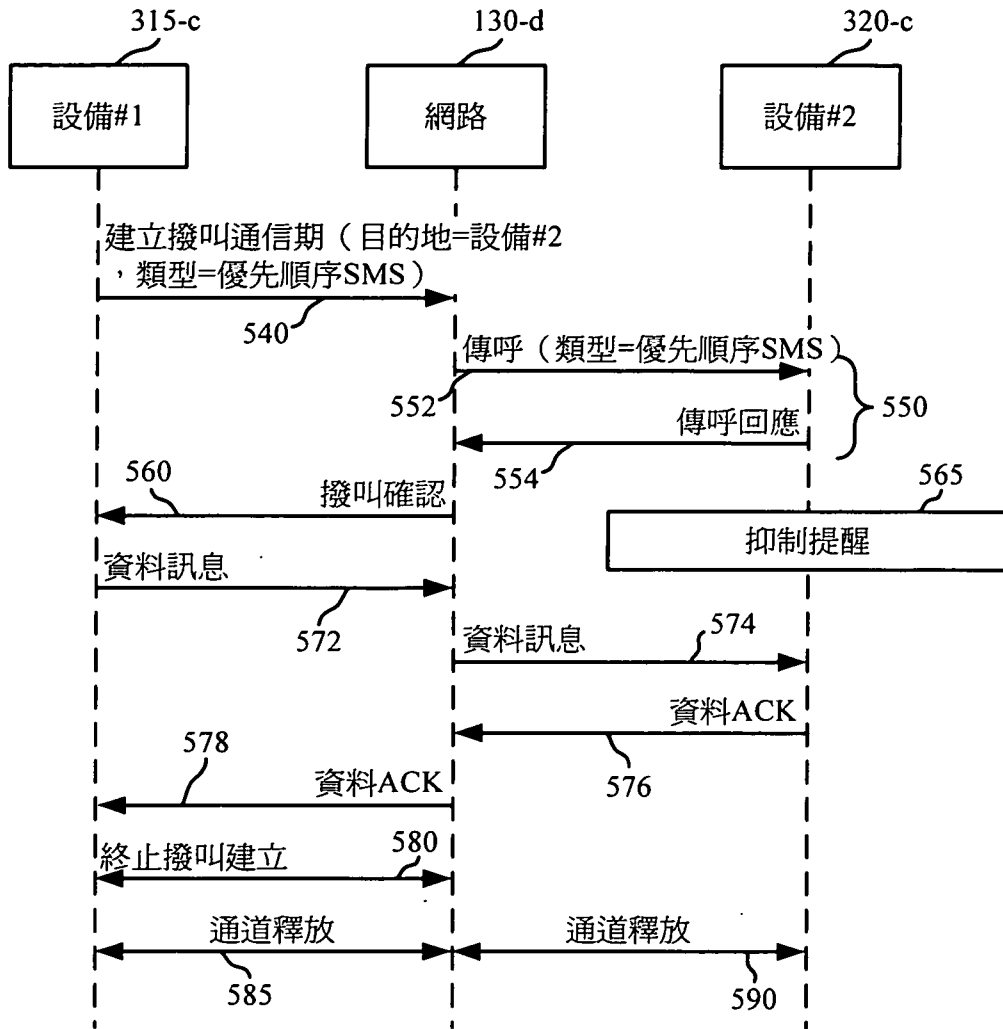 315-c
130-d
320-c
設備#1
網路
設備#2
建立撥叫通信期（目的地=設備#2
，類型=優先順序SMS）
540
傳呼（類型=優先順序SMS）
552
550
傳呼回應
554
560
撥叫確認
565
抑制提醒
資料訊息
572
574
資料訊息
資料ACK
576
578
資料ACK
580
終止撥叫建立
通道釋放
通道釋放
585
590